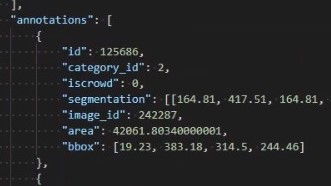 ],
"annotations": [
{
"id": 125686,
"category_id": 2,
"iscrowd": 0,
"segmentation": [[164.81, 417.51, 164.81,
"image_id": 242287,
"area": 42061.80340000001,
"bbox": [19.23, 383.18, 314.5, 244.46]
},
{